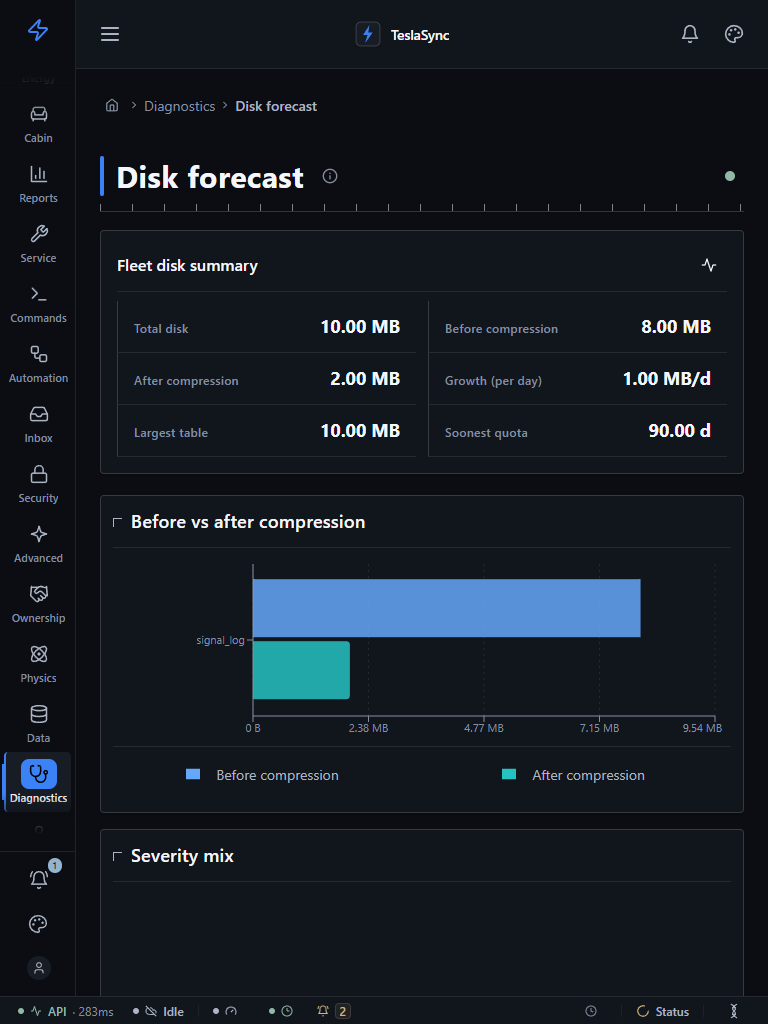 TeslaSync
Diagnostics
Disk forecast
Cabin
Reports
Service
Commands
Automation
Inbox
Security
Advanced
Ownership
Physics
Data
Diagnostics
1
Disk forecast
Fleet disk summary
Total disk 10.00 MB
Before compression 8.00 MB
After compression 2.00 MB
Growth (per day) 1.00 MB/d
Largest table 10.00 MB
Soonest quota 90.00 d
Before vs after compression
signal_log
0 B 2.38 MB 4.77 MB 7.15 MB 9.54 MB
Before compression After compression
Severity mix
API · 283ms Idle 2 Status